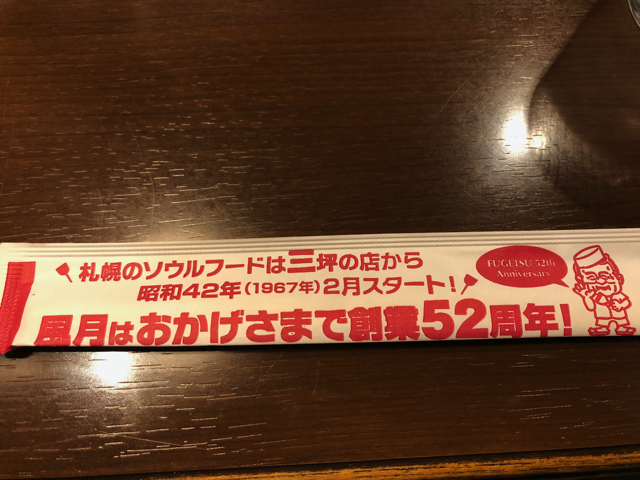 札幌のソウルフードは三坪の店から
昭和42年(1967年)2月スタート!
風月はおかげさまで創業52周年!
FUGETSU 52th
Anniversary